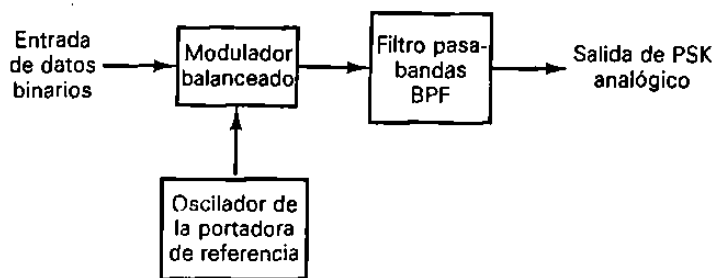 Entrada
de datos
binarios
Modulador
balanceado
Filtro pasa-
bandas
BPF
Salida de PSK
analógico
Oscilador de
la portadora
de referencia